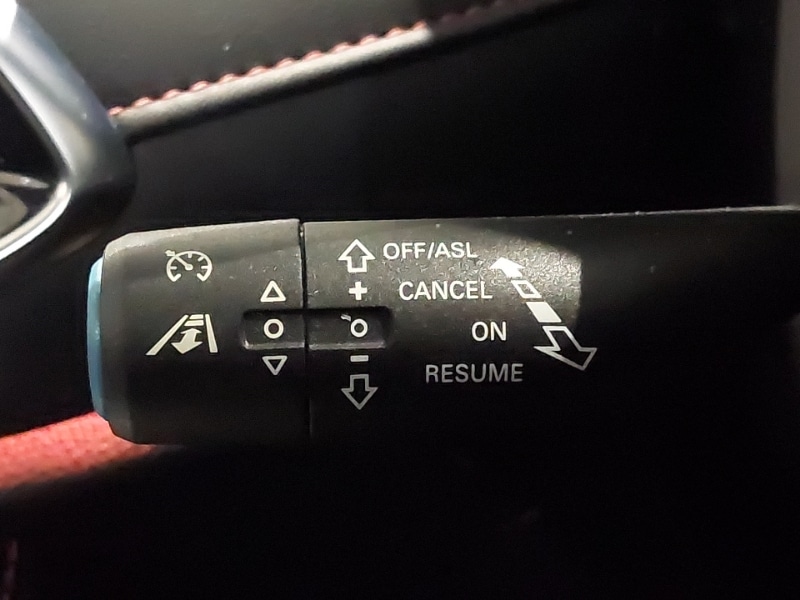 OFF/ASL
+ CANCEL
ON
- RESUME